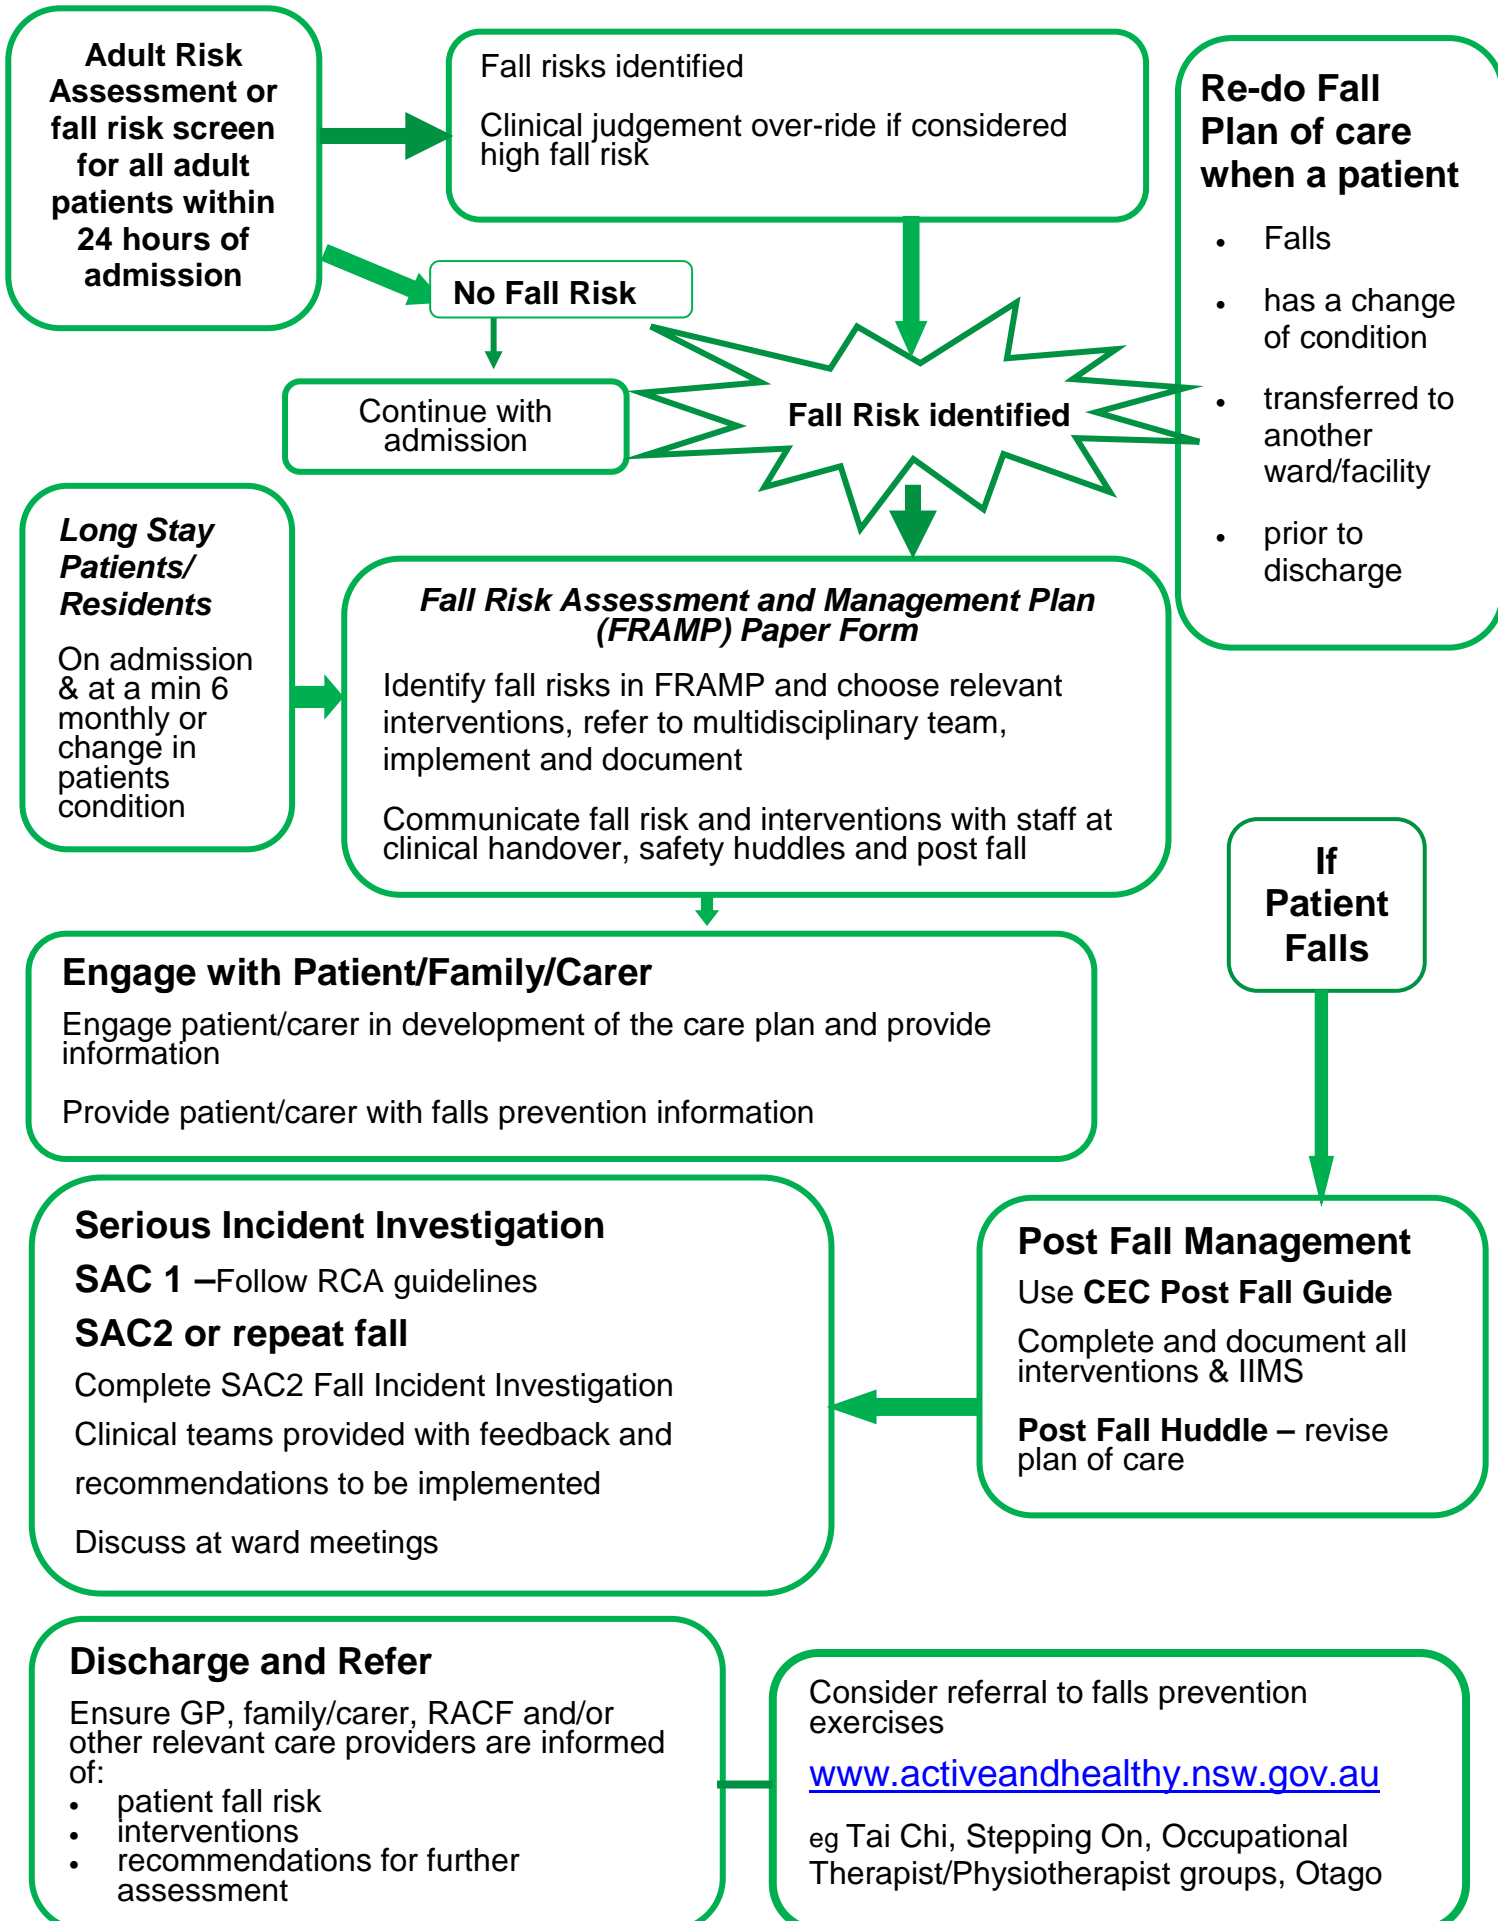 Adult Risk
Assessment or
fall risk screen
for all adult
patients within
24 hours of
admission
Fall risks identified
Clinical judgement over-ride if considered
high fall risk
Re-do Fall
Plan of care
when a patient
• Falls
• has a change
of condition
• transferred to
another
ward/facility
• prior to
discharge
No Fall Risk
Continue with
admission
Fall Risk identified
Long Stay
Patients/
Residents
On admission
& at a min 6
monthly or
change in
patients
condition
Fall Risk Assessment and Management Plan
(FRAMP) Paper Form
Identify fall risks in FRAMP and choose relevant
interventions, refer to multidisciplinary team,
implement and document
Communicate fall risk and interventions with staff at
clinical handover, safety huddles and post fall
If
Patient
Falls
Engage with Patient/Family/Carer
Engage patient/carer in development of the care plan and provide
information
Provide patient/carer with falls prevention information
Serious Incident Investigation
SAC 1 –Follow RCA guidelines
SAC2 or repeat fall
Complete SAC2 Fall Incident Investigation
Clinical teams provided with feedback and
recommendations to be implemented
Discuss at ward meetings
Post Fall Management
Use CEC Post Fall Guide
Complete and document all
interventions & IIMS
Post Fall Huddle – revise
plan of care
Discharge and Refer
Ensure GP, family/carer, RACF and/or
other relevant care providers are informed
of:
• patient fall risk
• interventions
• recommendations for further
assessment
Consider referral to falls prevention
exercises
www.activeandhealthy.nsw.gov.au
eg Tai Chi, Stepping On, Occupational
Therapist/Physiotherapist groups, Otago